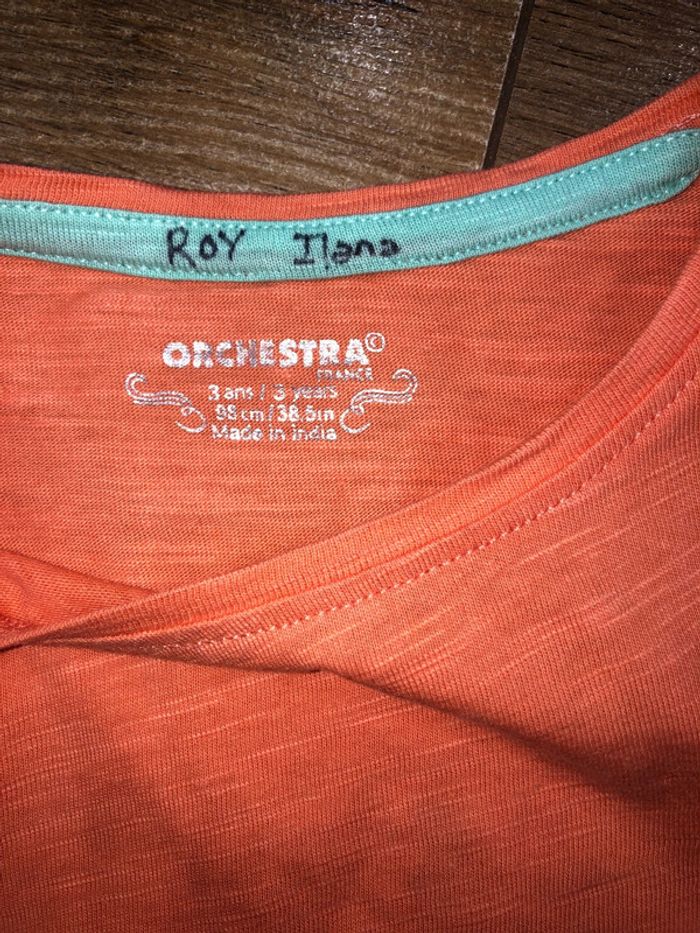 ROY Ilana
ORCHESTRA©
FRANCE
3 ans / 3 years
98 cm / 38.5in
Made in India